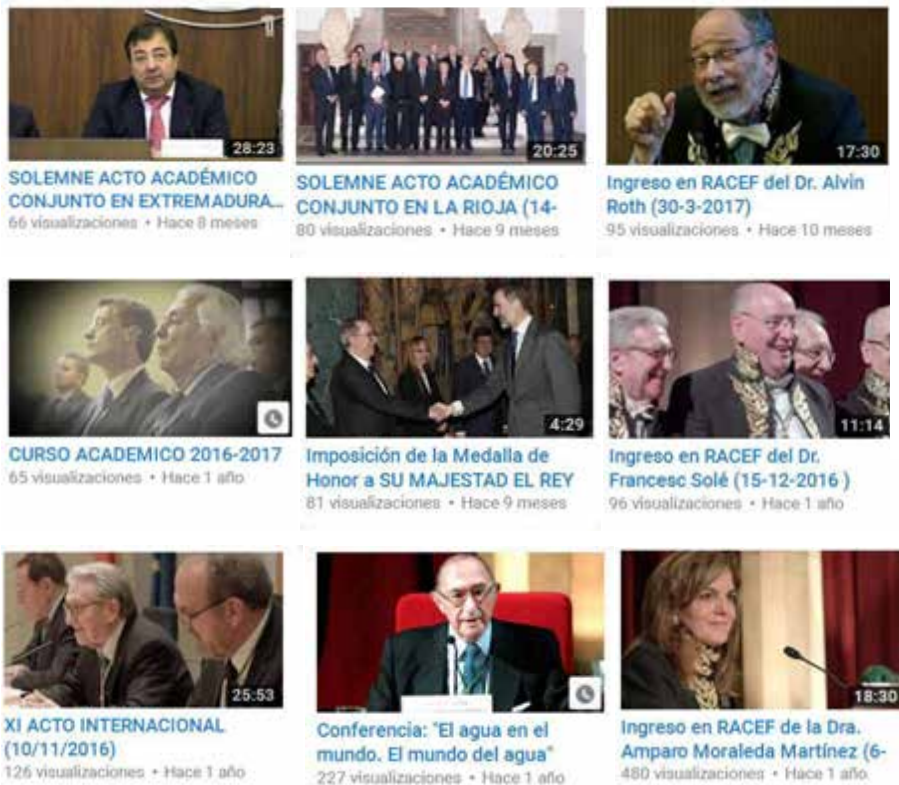 28:23
SOLEMNE ACTO ACADÉMICO
CONJUNTO EN EXTREMADURA...
66 visualizaciones • Hace 8 meses
20:25
SOLEMNE ACTO ACADÉMICO
CONJUNTO EN LA RIOJA (14-
80 visualizaciones • Hace 9 meses
17:30
Ingreso en RACEF del Dr. Alvin
Roth (30-3-2017)
95 visualizaciones • Hace 10 meses
CURSO ACADEMICO 2016-2017
65 visualizaciones • Hace 1 año
4:29
Imposición de la Medalla de
Honor a SU MAJESTAD EL REY
81 visualizaciones • Hace 9 meses
11:14
Ingreso en RACEF del Dr.
Francesc Solé (15-12-2016 )
96 visualizaciones • Hace 1 año
25:53
XI ACTO INTERNACIONAL
(10/11/2016)
126 visualizaciones • Hace 1 año
Conferencia: "El agua en el
mundo. El mundo del agua"
227 visualizaciones • Hace 1 año
18:30
Ingreso en RACEF de la Dra.
Amparo Moraleda Martínez (6-
480 visualizaciones • Hace 1 año